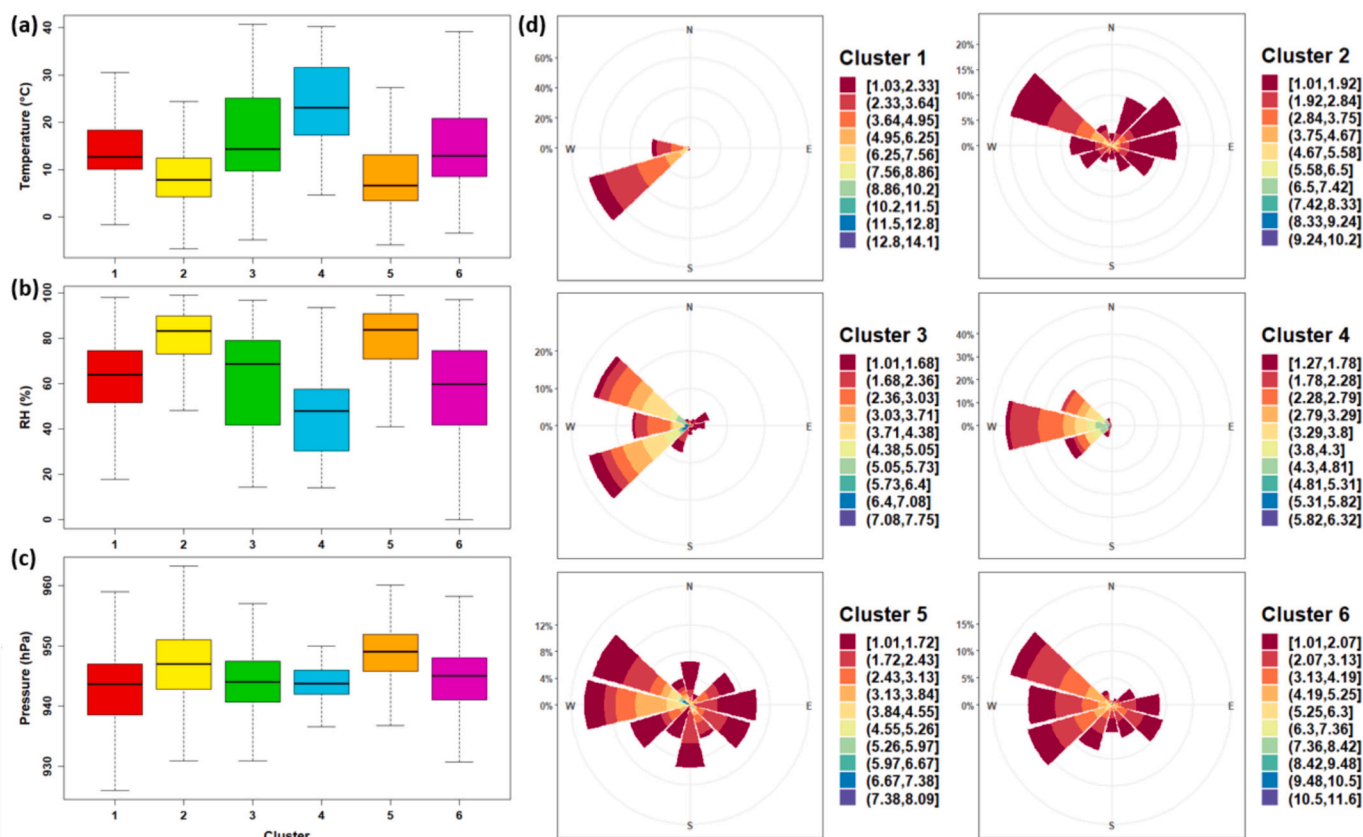 (a)
40
30
20
10
0
Temperature (°C)
1 2 3 4 5 6
(b)
100
80
60
40
20
0
RH (%)
1 2 3 4 5 6
(c)
960
950
940
930
Pressure (hPa)
1 2 3 4 5 6
Cluster
(d)
N
60%
40%
20%
0% W E
S
Cluster 1
[1.03,2.33]
(2.33,3.64]
(3.64,4.95]
(4.95,6.25]
(6.25,7.56]
(7.56,8.86]
(8.86,10.2]
(10.2,11.5]
(11.5,12.8]
(12.8,14.1]
N
20%
15%
10%
5%
0% W E
S
Cluster 2
[1.01,1.92]
(1.92,2.84]
(2.84,3.75]
(3.75,4.67]
(4.67,5.58]
(5.58,6.5]
(6.5,7.42]
(7.42,8.33]
(8.33,9.24]
(9.24,10.2]
N
20%
10%
0% W E
S
Cluster 3
[1.01,1.68]
(1.68,2.36]
(2.36,3.03]
(3.03,3.71]
(3.71,4.38]
(4.38,5.05]
(5.05,5.73]
(5.73,6.4]
(6.4,7.08]
(7.08,7.75]
N
40%
30%
20%
10%
0% W E
S
Cluster 4
[1.27,1.78]
(1.78,2.28]
(2.28,2.79]
(2.79,3.29]
(3.29,3.8]
(3.8,4.3]
(4.3,4.81]
(4.81,5.31]
(5.31,5.82]
(5.82,6.32]
N
12%
8%
4%
0% W E
S
Cluster 5
[1.01,1.72]
(1.72,2.43]
(2.43,3.13]
(3.13,3.84]
(3.84,4.55]
(4.55,5.26]
(5.26,5.97]
(5.97,6.67]
(6.67,7.38]
(7.38,8.09]
N
15%
10%
5%
0% W E
S
Cluster 6
[1.01,2.07]
(2.07,3.13]
(3.13,4.19]
(4.19,5.25]
(5.25,6.3]
(6.3,7.36]
(7.36,8.42]
(8.42,9.48]
(9.48,10.5]
(10.5,11.6]